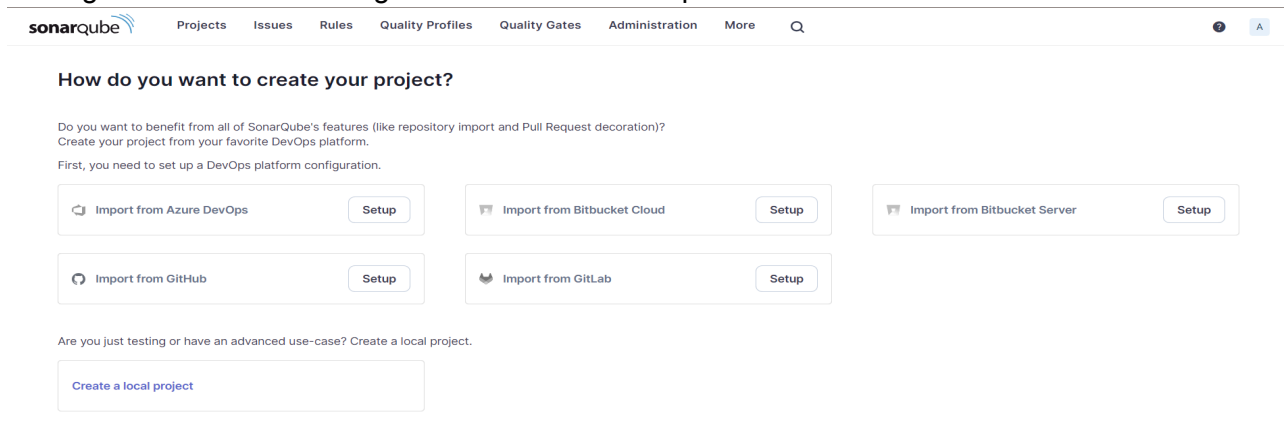 sonarqube Projects Issues Rules Quality Profiles Quality Gates Administration More ? A
How do you want to create your project?
Do you want to benefit from all of SonarQube's features (like repository import and Pull Request decoration)?
Create your project from your favorite DevOps platform.
First, you need to set up a DevOps platform configuration.
Import from Azure DevOps Setup Import from Bitbucket Cloud Setup Import from Bitbucket Server Setup
Import from GitHub Setup Import from GitLab Setup
Are you just testing or have an advanced use-case? Create a local project.
Create a local project